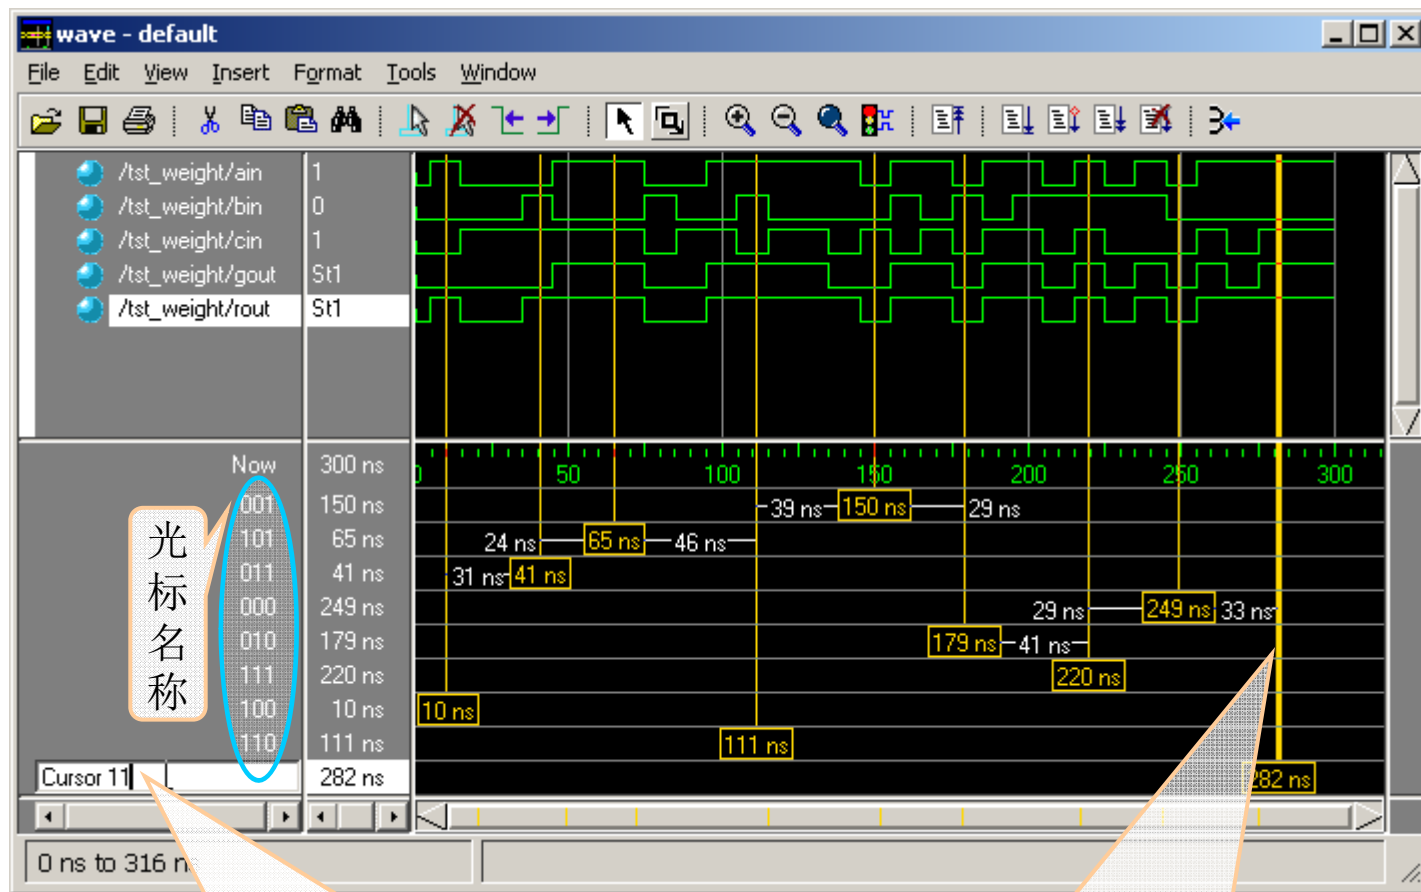 wave - default
File Edit View Insert Format Tools Window
/tst_weight/ain 1
/tst_weight/bin 0
/tst_weight/cin 1
/tst_weight/gout St1
/tst_weight/rout St1
Now 300 ns 0 50 100 150 200 250 300
001 150 ns 39 ns 150 ns 29 ns
101 65 ns 24 ns 65 ns 46 ns
011 41 ns 31 ns 41 ns
000 249 ns 29 ns 249 ns 33 ns
010 179 ns 179 ns 41 ns
111 220 ns 220 ns
100 10 ns 10 ns
110 111 ns 111 ns
Cursor 11 282 ns 282 ns
光标名称
0 ns to 316 n